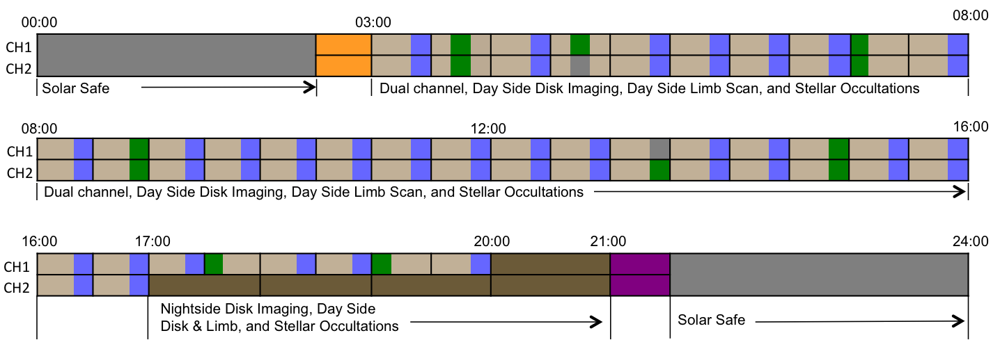 00:00 03:00 08:00
CH1
CH2
Solar Safe Dual channel, Day Side Disk Imaging, Day Side Limb Scan, and Stellar Occultations
08:00 12:00 16:00
CH1
CH2
Dual channel, Day Side Disk Imaging, Day Side Limb Scan, and Stellar Occultations
16:00 17:00 20:00 21:00 24:00
CH1
CH2
Nightside Disk Imaging, Day Side
Disk & Limb, and Stellar Occultations
Solar Safe